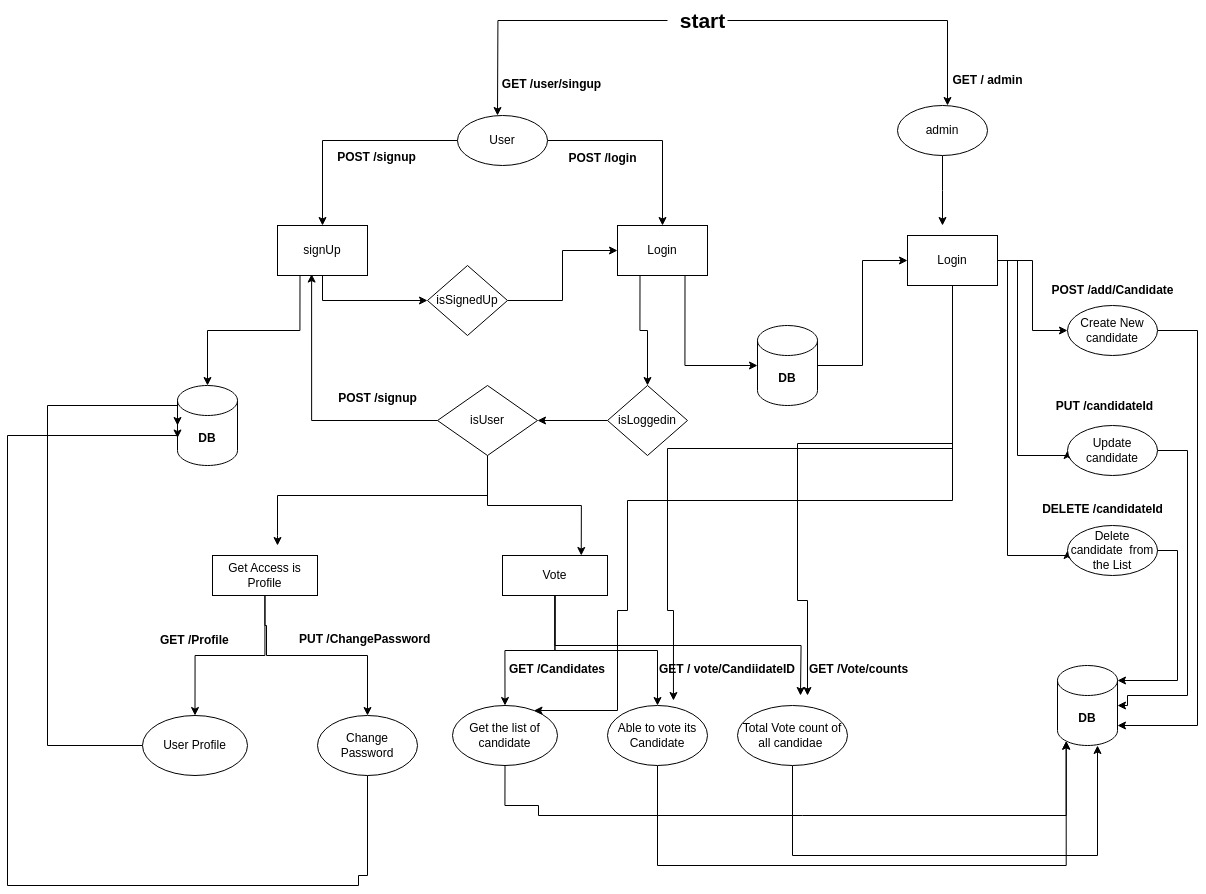 start
GET /user/singup
GET / admin
User
admin
POST /signup
POST /login
signUp
Login
Login
isSignedUp
POST /add/Candidate
Create New
candidate
DB
POST /signup
isUser
isLoggedin
PUT /candidateId
Update
candidate
DB
DELETE /candidateId
Delete
candidate from
the List
Get Access is
Profile
Vote
GET /Profile
PUT /ChangePassword
GET /Candidates
GET / vote/CandiidateID
GET /Vote/counts
User Profile
Change
Password
Get the list of
candidate
Able to vote its
Candidate
Total Vote count of
all candidae
DB